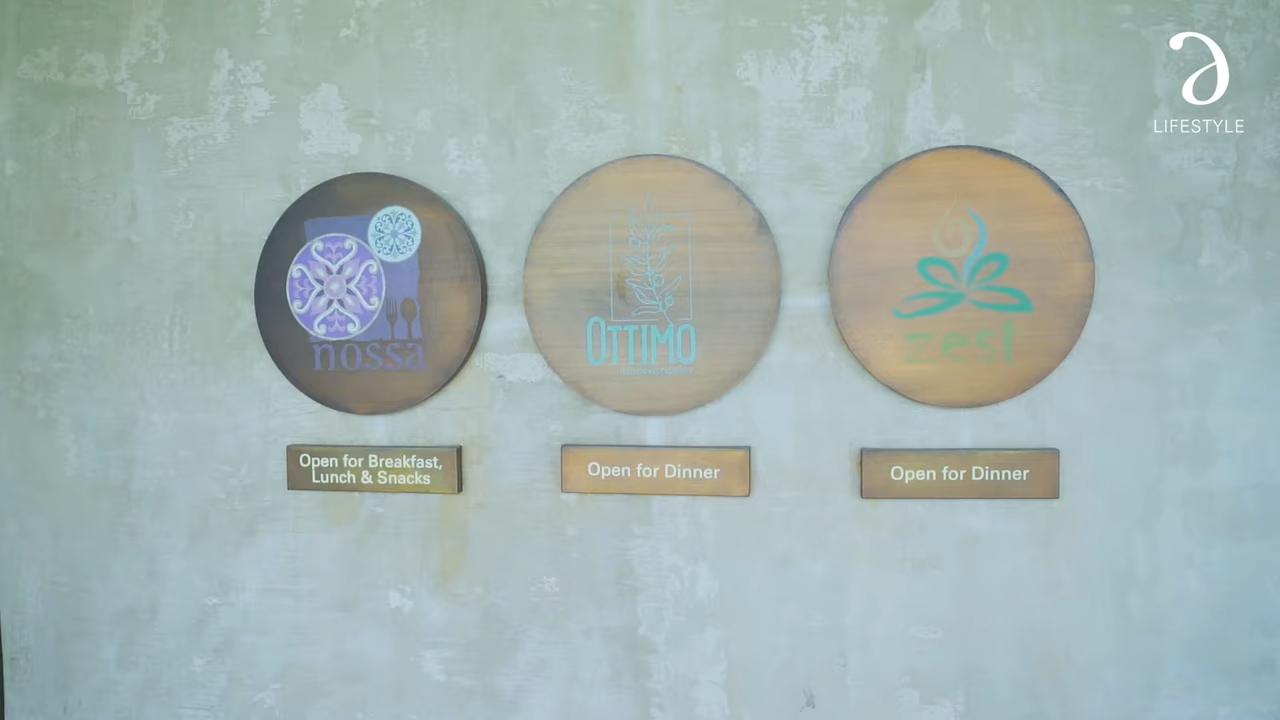 LIFESTYLE
nossa
OTTIMO
zest
Open for Breakfast,
Lunch & Snacks
Open for Dinner
Open for Dinner